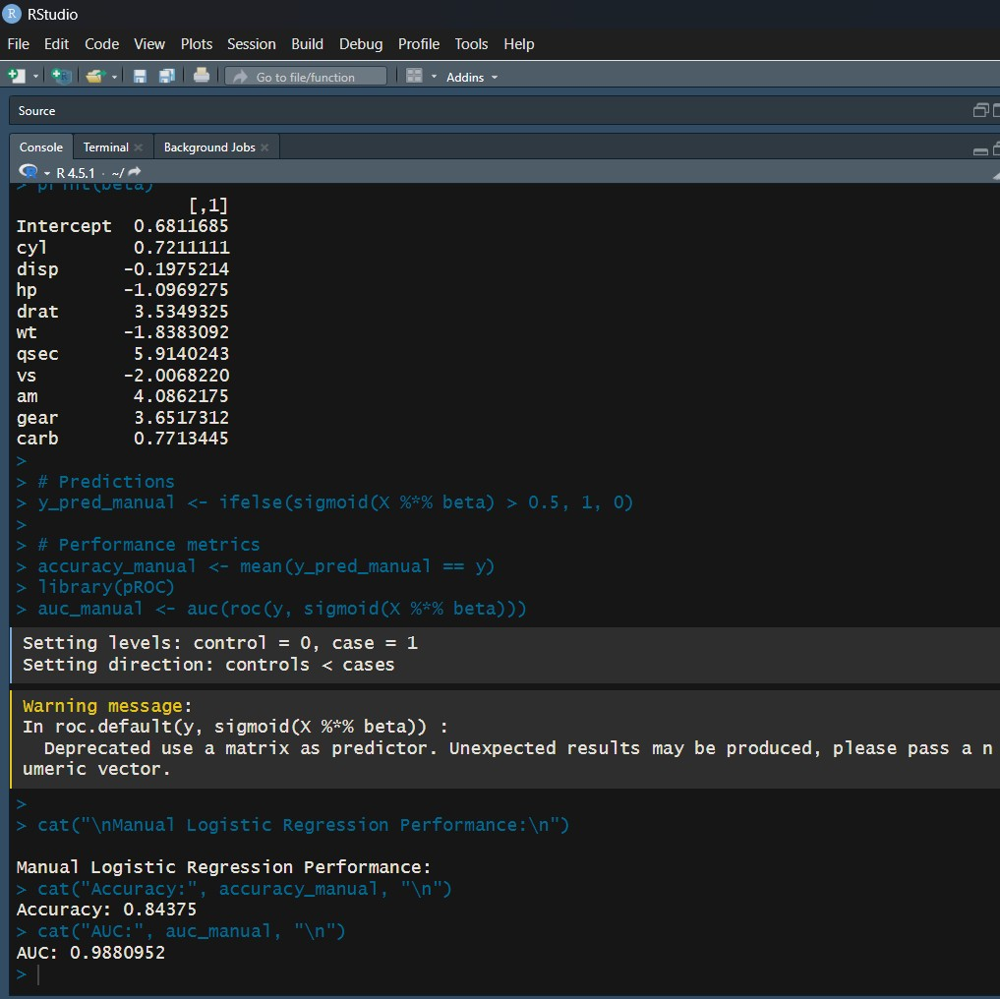 RStudio
File Edit Code View Plots Session Build Debug Profile Tools Help
Go to file/function Addins
Source
Console Terminal Background Jobs
R 4.5.1 · ~/
> print(beta)
[,1]
Intercept 0.6811685
cyl 0.7211111
disp -0.1975214
hp -1.0969275
drat 3.5349325
wt -1.8383092
qsec 5.9140243
vs -2.0068220
am 4.0862175
gear 3.6517312
carb 0.7713445
>
> # Predictions
> y_pred_manual <- ifelse(sigmoid(X %*% beta) > 0.5, 1, 0)
>
> # Performance metrics
> accuracy_manual <- mean(y_pred_manual == y)
> library(pROC)
> auc_manual <- auc(roc(y, sigmoid(X %*% beta)))
Setting levels: control = 0, case = 1
Setting direction: controls < cases
Warning message:
In roc.default(y, sigmoid(X %*% beta)) :
Deprecated use a matrix as predictor. Unexpected results may be produced, please pass a n
umeric vector.
>
> cat("\nManual Logistic Regression Performance:\n")
Manual Logistic Regression Performance:
> cat("Accuracy:", accuracy_manual, "\n")
Accuracy: 0.84375
> cat("AUC:", auc_manual, "\n")
AUC: 0.9880952
>